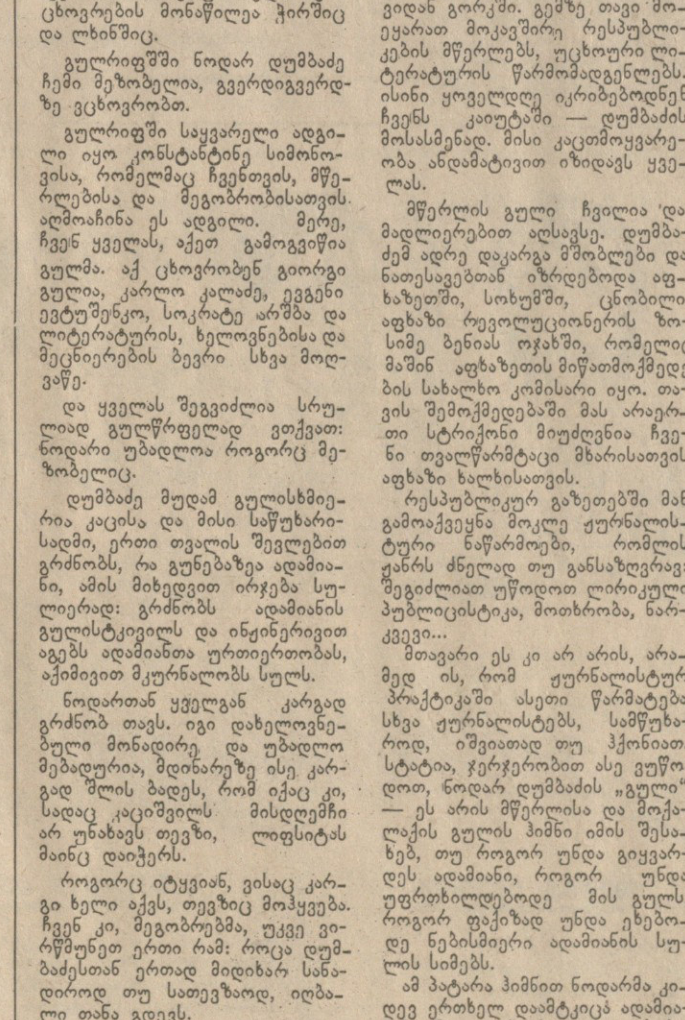 ცხოვრების მონაწილეა ჭირშიც
და ლხინშიც.
გულრიფშში ნოდარ დუმბაძე
ჩემი მეზობელია, გვერდიგვერდ-
ზე ვცხოვრობთ.
გულრიფში საყვარელი ადგი-
ლი იყო კონსტანტინე სიმონო-
ვისა, რომელმაც ჩვენთვის, მწე-
რლებისა და მეგობრობისათვის
აღმოაჩინა ეს ადგილი. მერე,
ჩვენ ყველას, აქეთ გამოგვიწია
გულმა. აქ ცხოვრობენ გიორგი
გულია, კარლო კალაძე, ევგენი
ევტუშენკო, სოკრატე არშბა და
ლიტერატურის, ხელოვნებისა და
მეცნიერების ბევრი სხვა მოღ-
ვაწე.
და ყველას შეგვიძლია სრუ-
ლიად გულწრფელად ვთქვათ:
ნოდარი უბადლოა როგორც მე-
ზობელიც.
დუმბაძე მუდამ გულისხმიე-
რია კაცისა და მისი საწუხარი-
სადმი, ერთი თვალის შევლებით
გრძნობს, რა გუნებაზეა ადამია-
ნი, ამის მიხედვით ირჯება სუ-
ლიერად: გრძნობს ადამიანის
გულისტკივილს და ინჟინერივით
აგებს ადამიანთა ურთიერთობას,
აქიმივით მკურნალობს სულს.
ნოდართან ყველგან კარგად
გრძნობ თავს. იგი დახელოვნე-
ბული მონადირე და უბადლო
მებადურია, მდინარეზე ისე კარ-
გად შლის ბადეს, რომ იქაც კი,
სადაც კაციშვილს მისდღემჩი
არ უნახავს თევზი, ლიფსიტას
მაინც დაიჭერს.
როგორც იტყვიან, ვისაც კარ-
გი ხელი აქვს, თევზიც მოჰყვება.
ჩვენ კი, მეგობრებმა, უკვე ვი-
რწმუნეთ ერთი რამ: როცა დუმ-
ბაძესთან ერთად მიდიხარ სანა-
დიროდ თუ სათევზაოდ, იღბა-
ლი თანა გდევს.
ვიდან გორკში. გემზე თავი მო-
ეყარათ მოკავშირე რესპუბლი-
კების მწერლებს, უცხოური ლი-
ტერატურის წარმომადგენლებს.
ისინი ყოველდღე იკრიბებოდნენ
ჩვენს კაიუტაში — დუმბაძის
მოსასმენად. მისი კაცთმოყვარე-
ობა ანდამატივით იზიდავს ყვე-
ლას.
მწერლის გული ჩვილია და
მადლიერებით აღსავსე. დუმბა-
ძემ ადრე დაკარგა მშობლები და
ნათესავებთან იზრდებოდა აფ-
ხაზეთში, სოხუმში, ცნობილი
აფხაზი რევოლუციონერის ზო-
სიმე ბენიას ოჯახში, რომელიც
მაშინ აფხაზეთის მიწათმოქმედე
ბის სახალხო კომისარი იყო. თა-
ვის შემოქმედებაში მას არაერ-
თი სტრიქონი მიუძღვნია ჩვე-
ნი თვალწარმტაცი მხარისათვის
აფხაზი ხალხისათვის.
რესპუბლიკურ გაზეთებში მან
გამოაქვეყნა მოკლე ჟურნალის-
ტური ნაწარმოები, რომლის
ჟანრს ძნელად თუ განსაზღვრავ:
შეგიძლიათ უწოდოთ ლირიკული
პუბლიცისტიკა, მოთხრობა, ნარ-
კვევი...
მთავარი ეს კი არ არის, არა-
მედ ის, რომ ჟურნალისტურ
პრაქტიკაში ასეთი წარმატება
სხვა ჟურნალისტებს, სამწუხა-
როდ, იშვიათად თუ ჰქონიათ.
სტატია, ჯერჯერობით ასე ვუწო
დოთ, ნოდარ დუმბაძის „გული“
— ეს არის მწერლისა და მოქა-
ლაქის გულის ჰიმნი იმის შესა-
ხებ, თუ როგორ უნდა გიყვარ-
დეს ადამიანი, როგორ უნდა
უფრთხილდებოდე მის გულს
როგორ ფაქიზად უნდა ეხებო-
დე ნებისმიერი ადამიანის სუ-
ლის სიმებს.
ამ პატარა ჰიმნით ნოდარმა კი-
დევ ერთხელ დაამტკიცა ადამია-